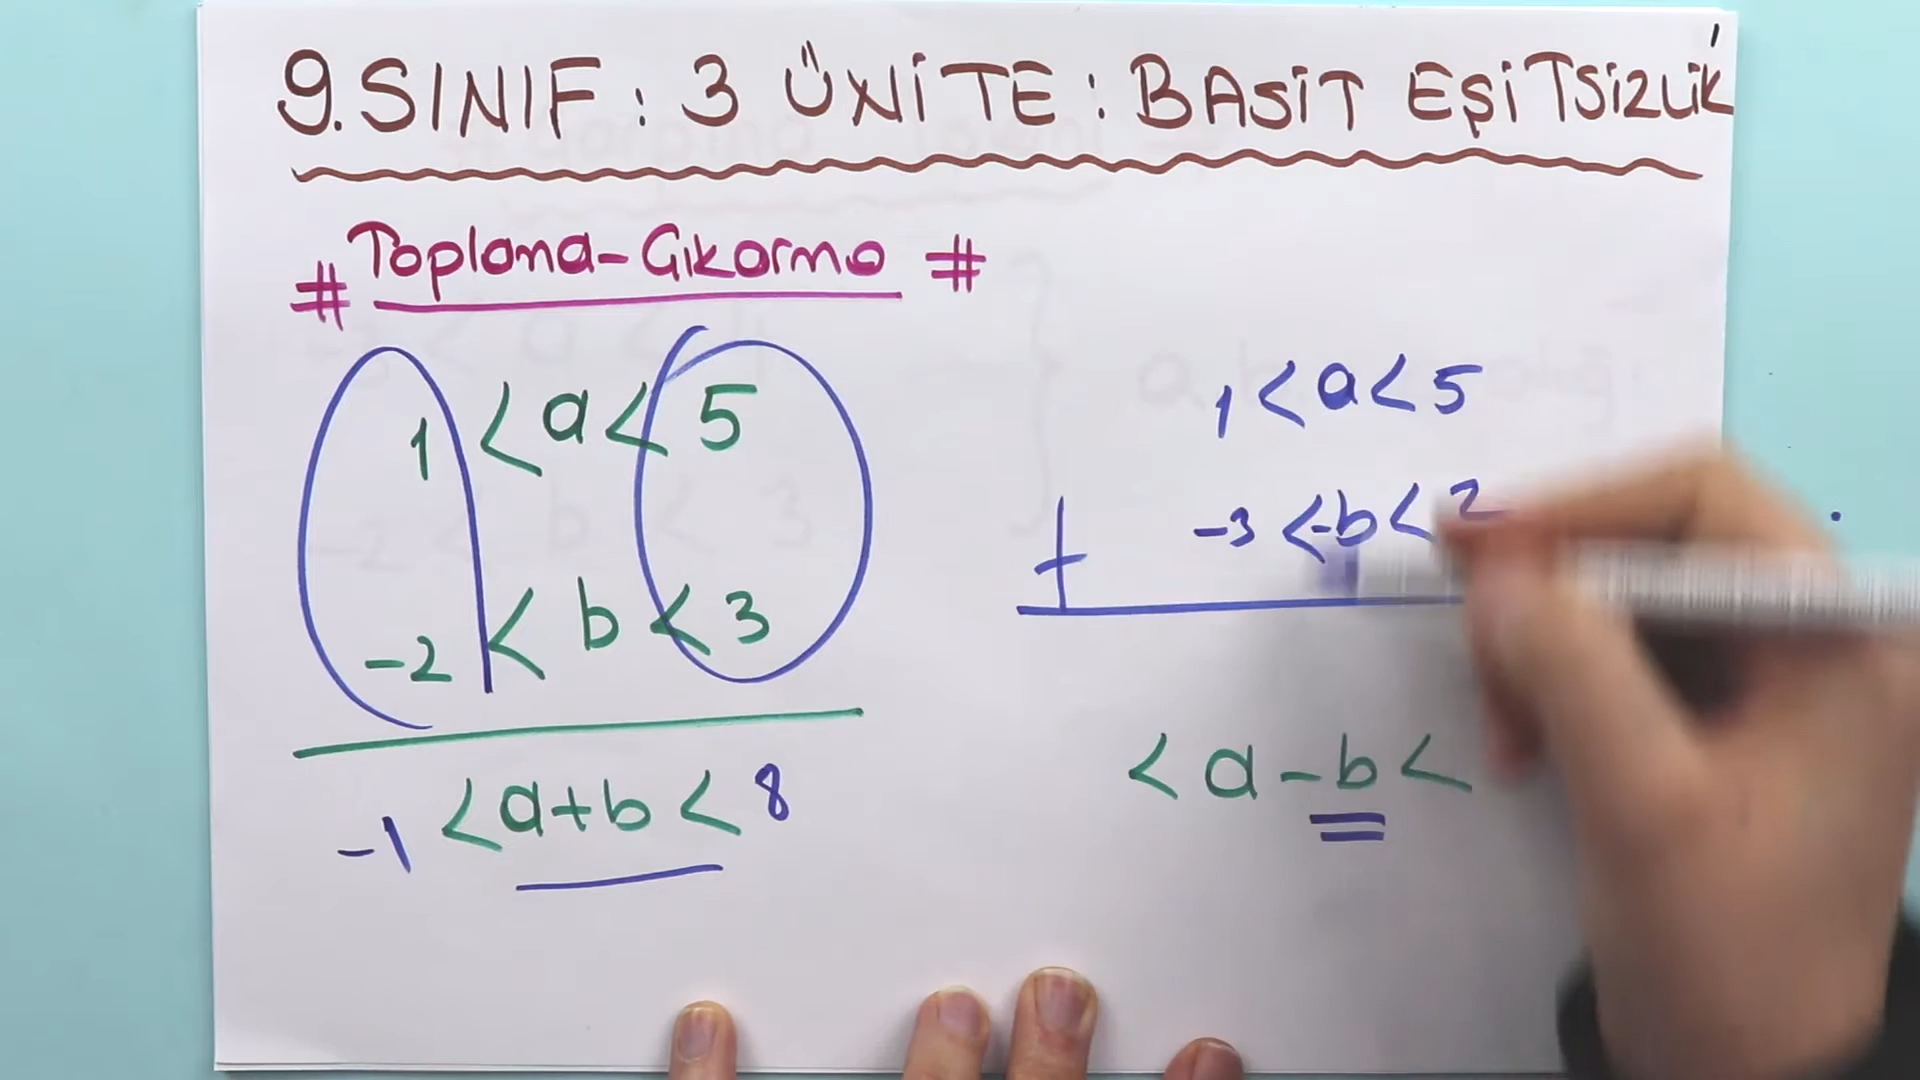 9. SINIF : 3 ÜNİTE : BASİT EŞİTSİZLİK
# Toplama-Çıkarma #
1 < a < 5
-2 < b < 3
-1 < a+b < 8
1 < a < 5
+ -3 < -b < 2
< a - b <